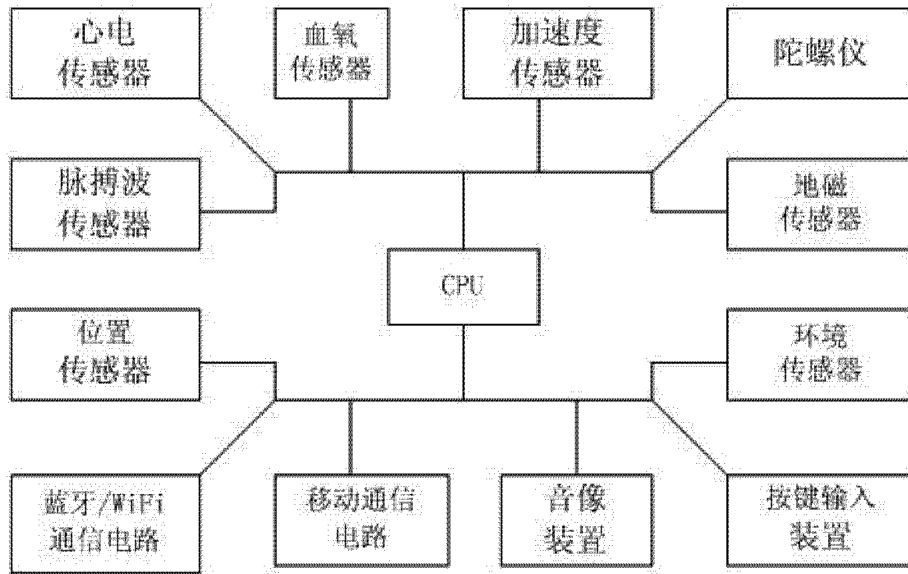 心电
传感器
血氧
传感器
加速度
传感器
陀螺仪
脉搏波
传感器
地磁
传感器
CPU
位置
传感器
环境
传感器
蓝牙/WiFi
通信电路
移动通信
电路
音像
装置
按键输入
装置